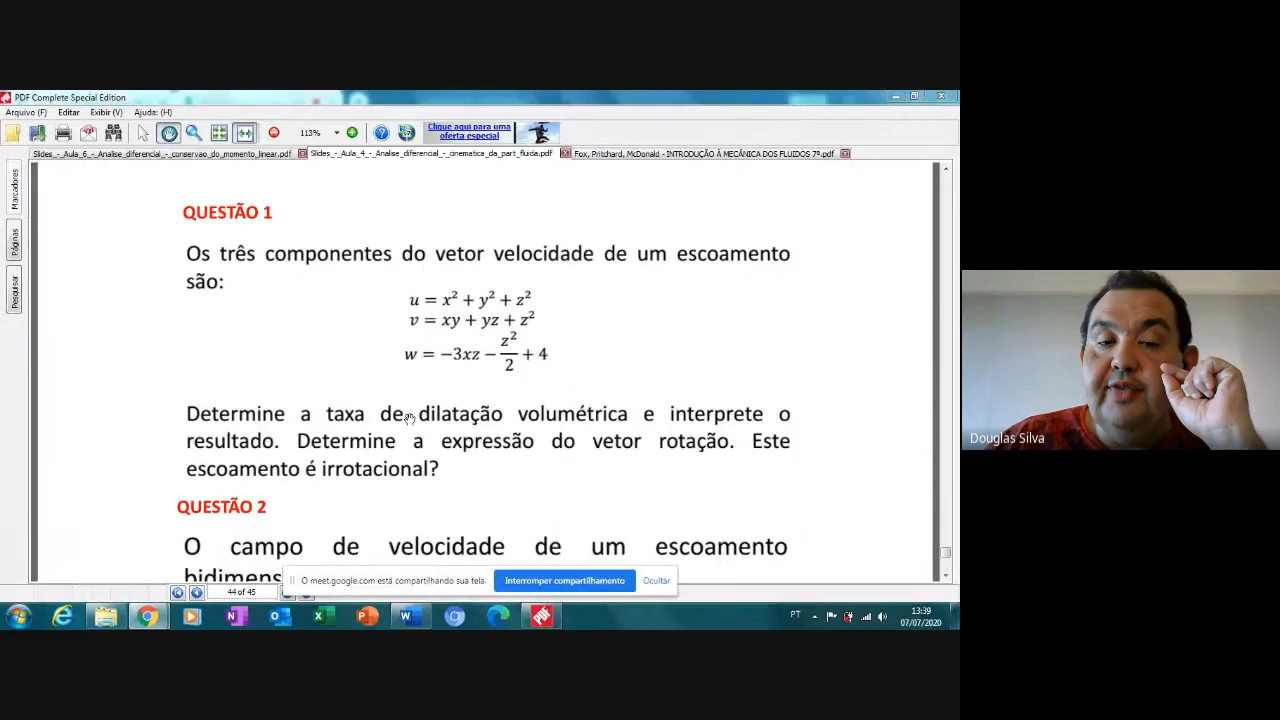 PDF Complete Special Edition
Arquivo (F) Editar Exibir (V) Ajuda: (H)
113% Clique aqui para uma
oferta especial
Slides_-_Aula_6_-_Analise_diferencial_-_conservao_do_momento_linear.pdf Slides_-_Aula_4_-_Analise_diferencial_-_cinematica_da_part_fluida.pdf Fox, Pritchard, McDonald - INTRODUÇÃO À MECÂNICA DOS FLUIDOS 7ª.pdf
Marcadores
Páginas
Pesquisar
QUESTÃO 1
Os três componentes do vetor velocidade de um escoamento
são:
u = x² + y² + z²
v = xy + yz + z²
w = −3xz − z²/2 + 4
Determine a taxa de dilatação volumétrica e interprete o
resultado. Determine a expressão do vetor rotação. Este
escoamento é irrotacional?
QUESTÃO 2
O campo de velocidade de um escoamento
bidimens
O meet.google.com está compartilhando sua tela. Interromper compartilhamento Ocultar
44 of 45
PT 13:39
07/07/2020
Douglas Silva